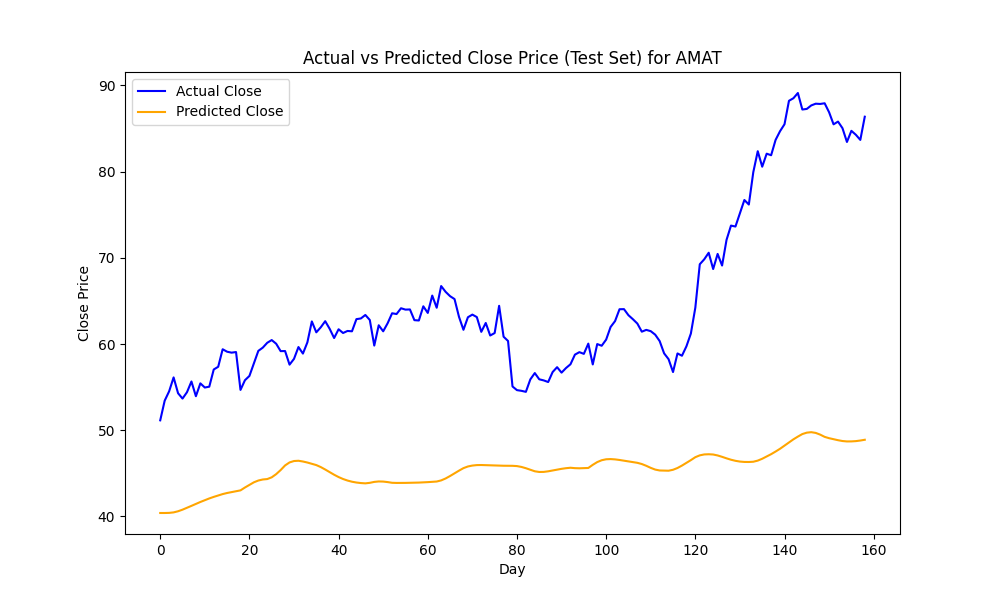 Actual vs Predicted Close Price (Test Set) for AMAT
Actual Close
Predicted Close
90
80
70
60
50
40
Close Price
0 20 40 60 80 100 120 140 160
Day